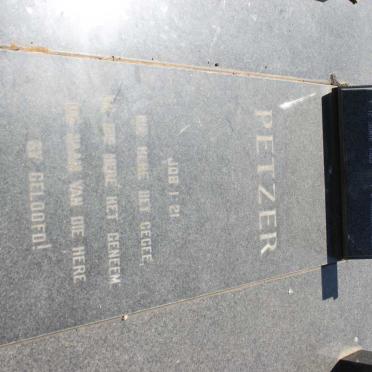 PETZER
JOB 1:21
DIE HERE HET GEGEE,
EN DIE HERE HET GENEEM
DIE NAAM VAN DIE HERE
SY GELOOFD!